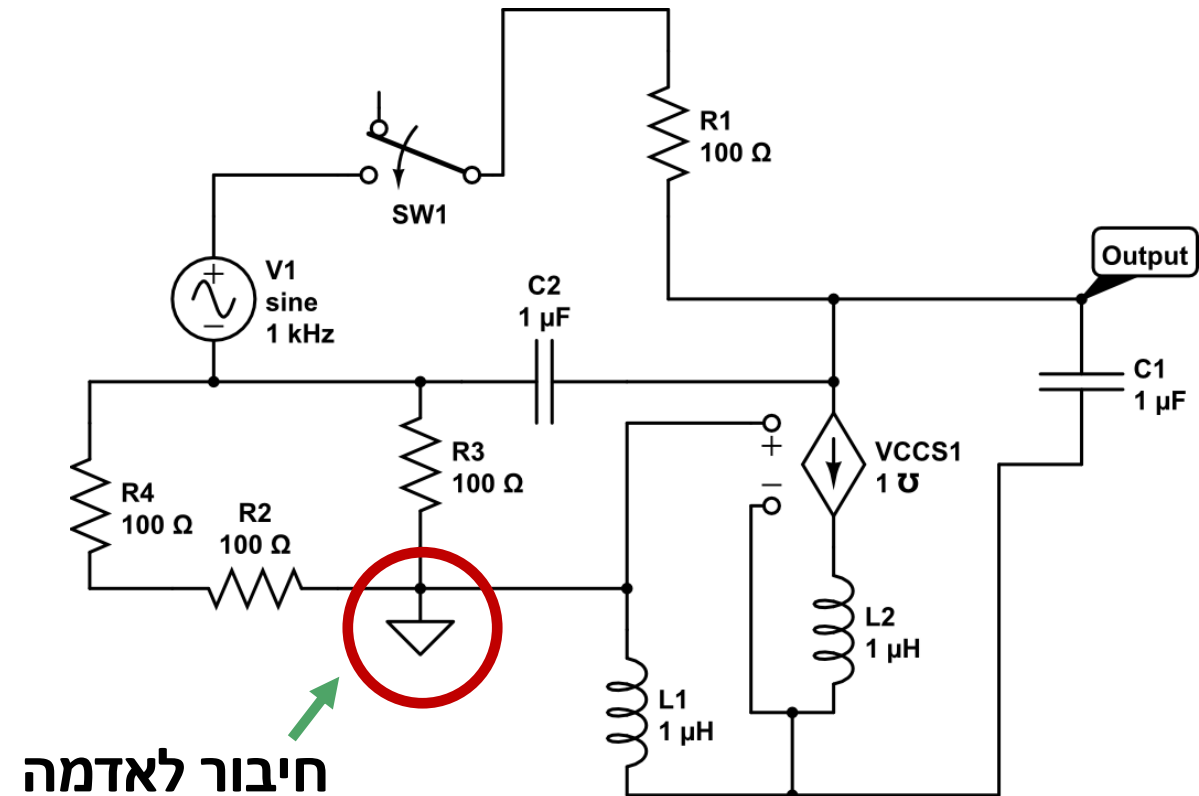 R1
100 Ω
SW1
Output
V1
sine
1 kHz
C2
1 µF
C1
1 µF
R3
100 Ω
+
−
VCCS1
1 ℧
R4
100 Ω
R2
100 Ω
L2
1 µH
L1
1 µH
חיבור לאדמה